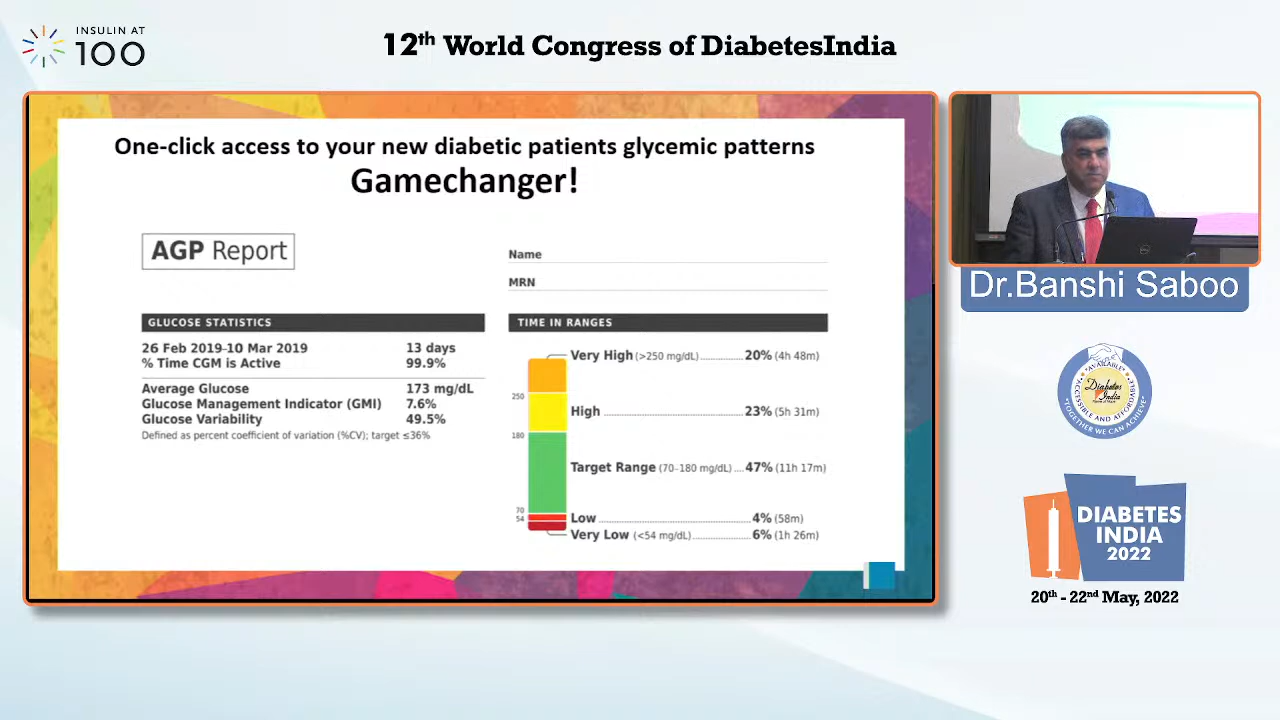 INSULIN AT
100
12th World Congress of DiabetesIndia
One-click access to your new diabetic patients glycemic patterns
Gamechanger!
AGP Report
Name
MRN
GLUCOSE STATISTICS
26 Feb 2019-10 Mar 2019 13 days
% Time CGM is Active 99.9%
Average Glucose 173 mg/dL
Glucose Management Indicator (GMI) 7.6%
Glucose Variability 49.5%
Defined as percent coefficient of variation (%CV); target ≤36%
TIME IN RANGES
Very High (>250 mg/dL) 20% (4h 48m)
250
High 23% (5h 31m)
180
Target Range (70–180 mg/dL) 47% (11h 17m)
70
54
Low 4% (58m)
Very Low (<54 mg/dL) 6% (1h 26m)
Dr.Banshi Saboo
AVAILABLE
ACCESSIBLE AND AFFORDABLE
Diabetes
India
"TOGETHER WE CAN ACHIEVE"
DIABETES
INDIA
2022
20th - 22nd May, 2022